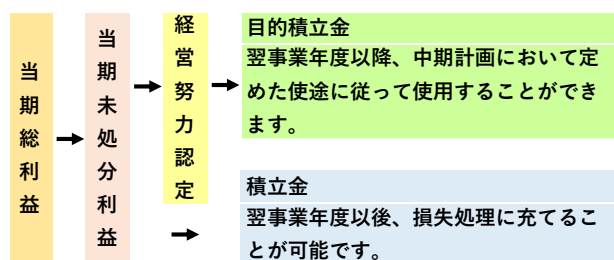 当期総利益
当期未処分利益
経営努力認定
目的積立金
翌事業年度以降、中期計画において定
めた使途に従って使用することができ
ます。
積立金
翌事業年度以後、損失処理に充てるこ
とが可能です。